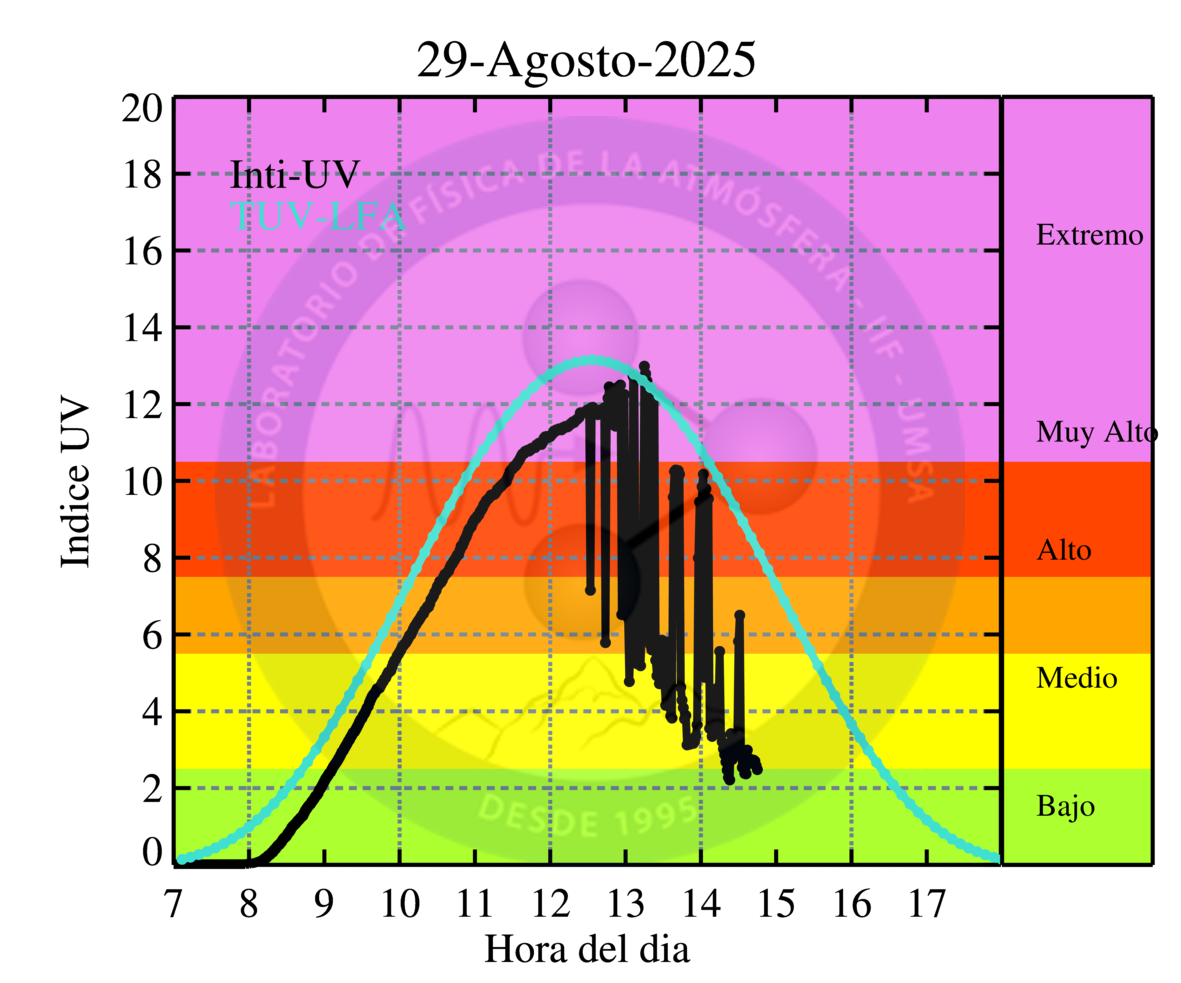 29-Agosto-2025
20
18
16
14
12
10
8
6
4
2
0
Indice UV
Inti-UV
TUV-LFA
LABORATORIO DE FÍSICA DE LA ATMÓSFERA - IIF - UMSA
DESDE 1995
Extremo
Muy Alto
Alto
Medio
Bajo
7 8 9 10 11 12 13 14 15 16 17
Hora del dia